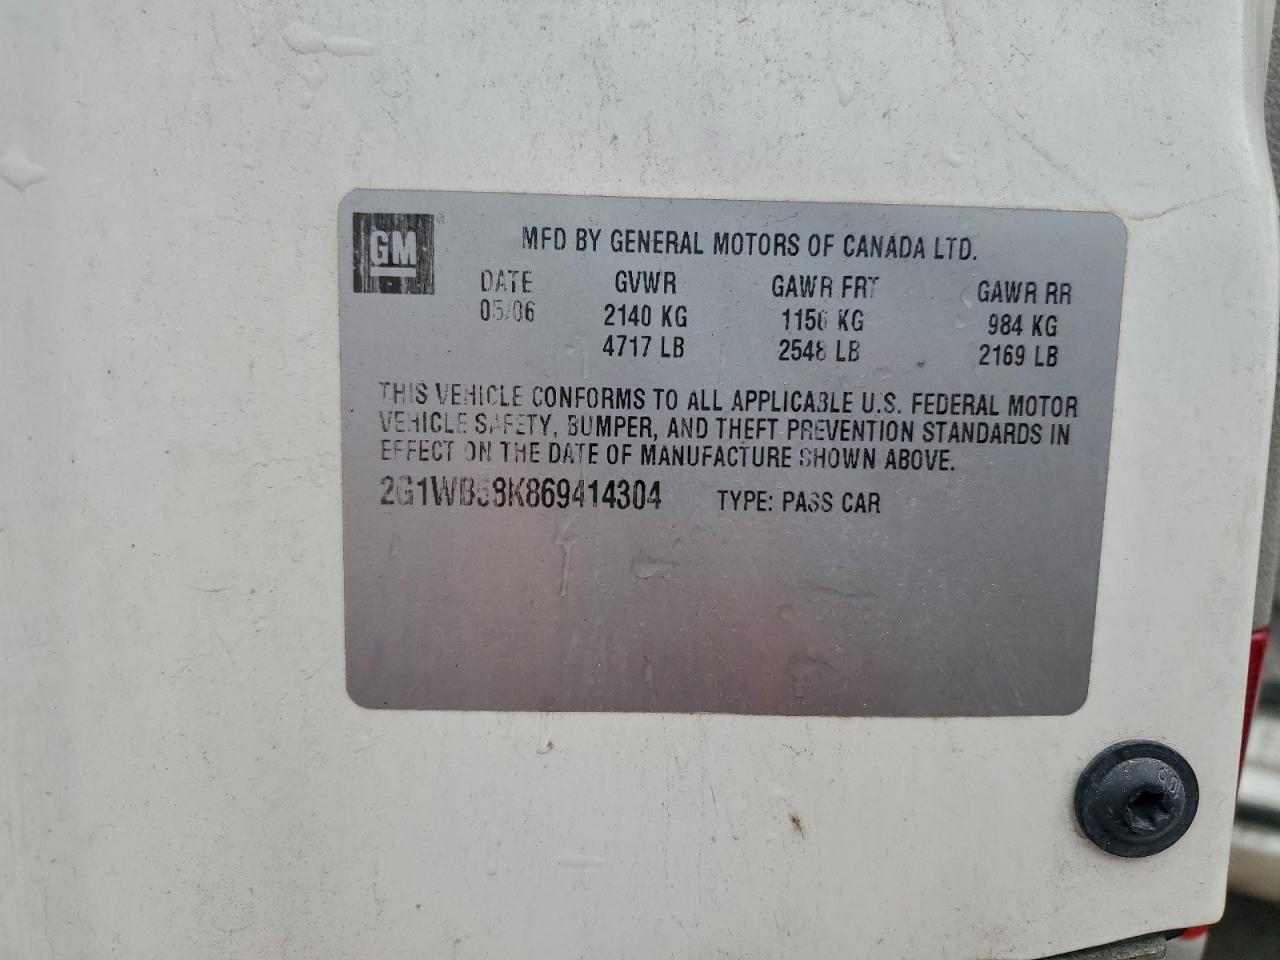 GM
MFD BY GENERAL MOTORS OF CANADA LTD.
DATE GVWR GAWR FRT GAWR RR
05/06 2140 KG 1156 KG 984 KG
4717 LB 2548 LB 2169 LB
THIS VEHICLE CONFORMS TO ALL APPLICABLE U.S. FEDERAL MOTOR
VEHICLE SAFETY, BUMPER, AND THEFT PREVENTION STANDARDS IN
EFFECT ON THE DATE OF MANUFACTURE SHOWN ABOVE.
2G1WB58K869414304 TYPE: PASS CAR